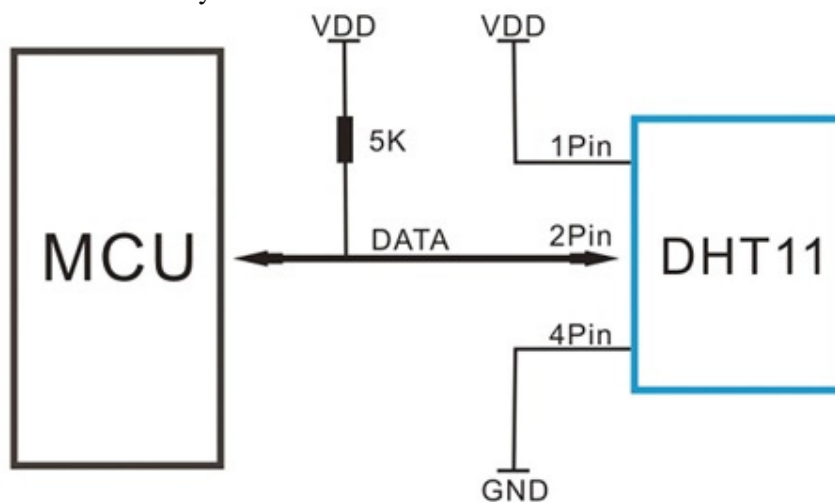 VDD
VDD
5K
1Pin
MCU
DATA
2Pin
DHT11
4Pin
GND